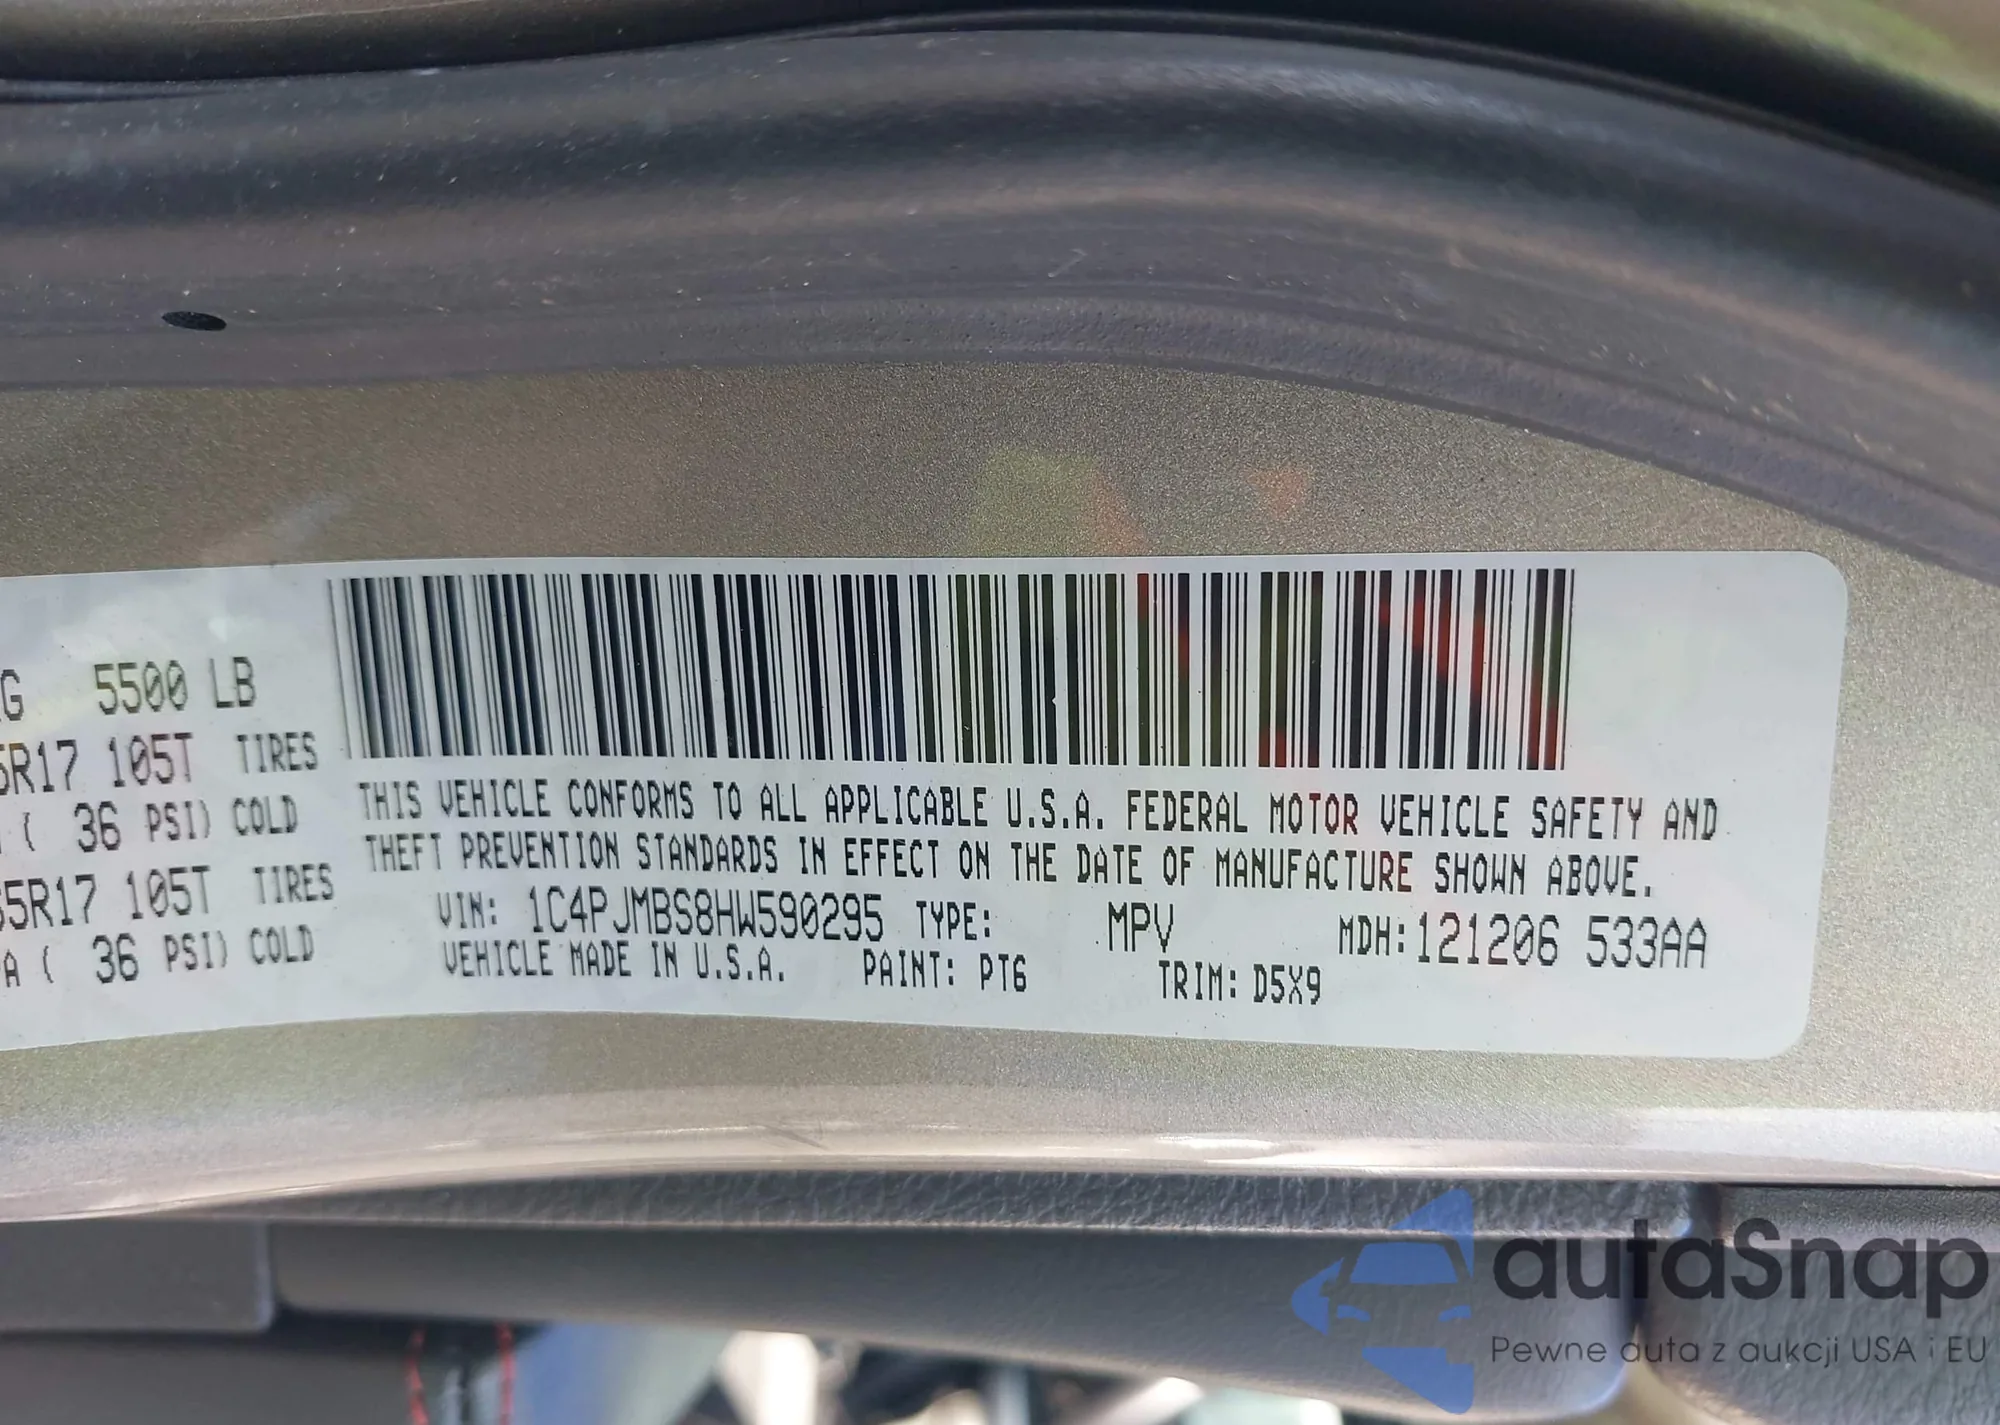 5500 LB
5R17 105T TIRES
( 36 PSI) COLD
65R17 105T TIRES
A ( 36 PSI) COLD
THIS VEHICLE CONFORMS TO ALL APPLICABLE U.S.A. FEDERAL MOTOR VEHICLE SAFETY AND
THEFT PREVENTION STANDARDS IN EFFECT ON THE DATE OF MANUFACTURE SHOWN ABOVE.
VIN: 1C4PJMBS8HW590295 TYPE: MPV MDH:121206 533AA
VEHICLE MADE IN U.S.A. PAINT: PT6 TRIM: D5X9
autaSnap
Pewne auta z aukcji USA i EU